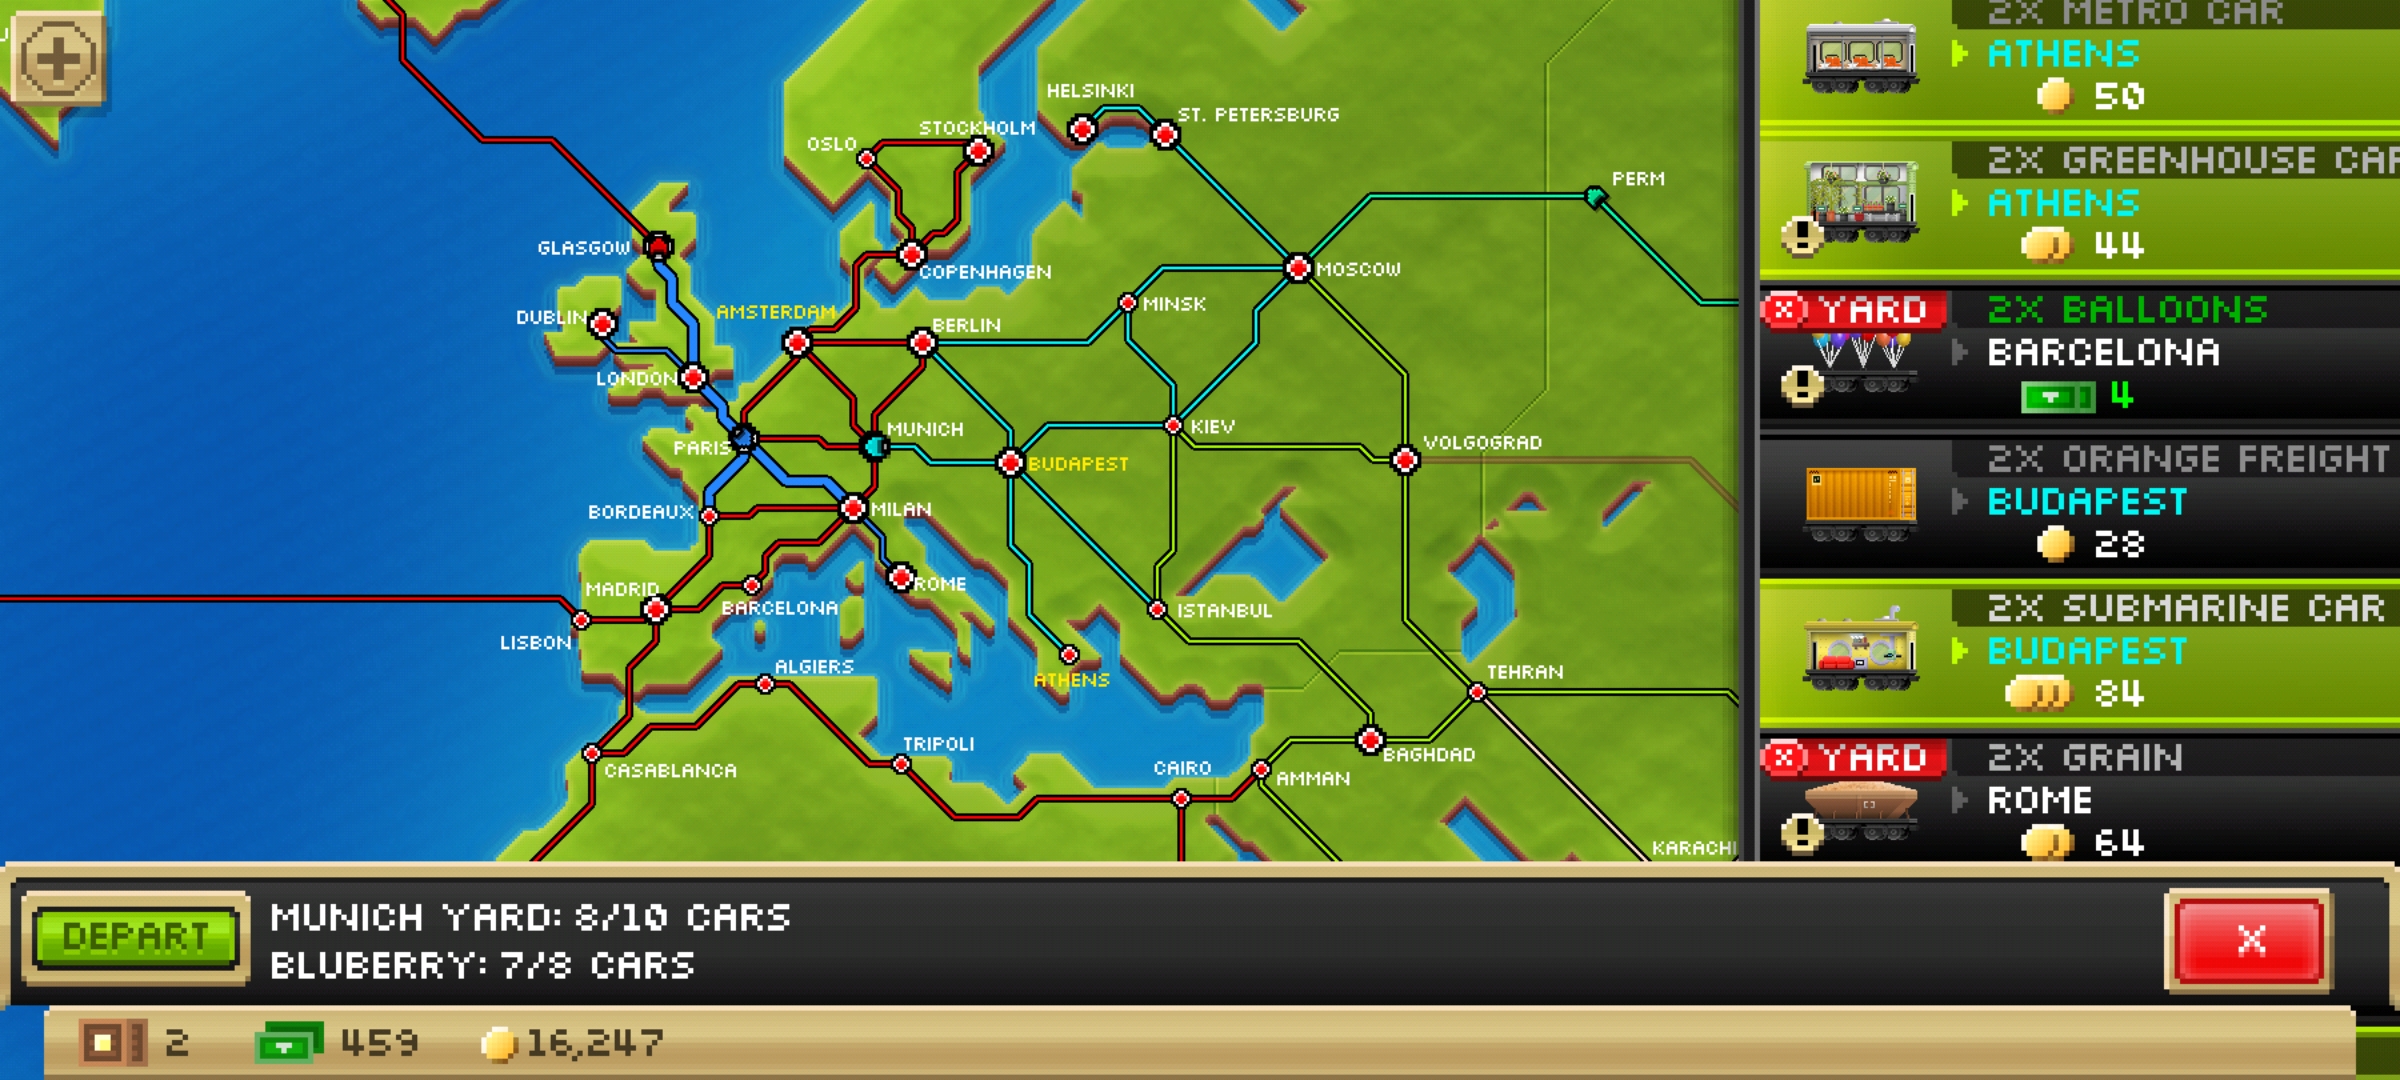 HELSINKI
ST. PETERSBURG
STOCKHOLM
OSLO
PERM
GLASGOW
COPENHAGEN
MOSCOW
MINSK
DUBLIN
AMSTERDAM
BERLIN
LONDON
MUNICH
KIEV
PARIS
BUDAPEST
VOLGOGRAD
BORDEAUX
MILAN
MADRID
ROME
BARCELONA
ISTANBUL
LISBON
ALGIERS
ATHENS
TEHRAN
TRIPOLI
CASABLANCA
CAIRO
AMMAN
BAGHDAD
KARACHI
2X METRO CAR
ATHENS
50
2X GREENHOUSE CAR
ATHENS
44
YARD
2X BALLOONS
BARCELONA
4
2X ORANGE FREIGHT
BUDAPEST
28
2X SUBMARINE CAR
BUDAPEST
84
YARD
2X GRAIN
ROME
64
DEPART
MUNICH YARD: 8/10 CARS
BLUBERRY: 7/8 CARS
X
2
459
16,247